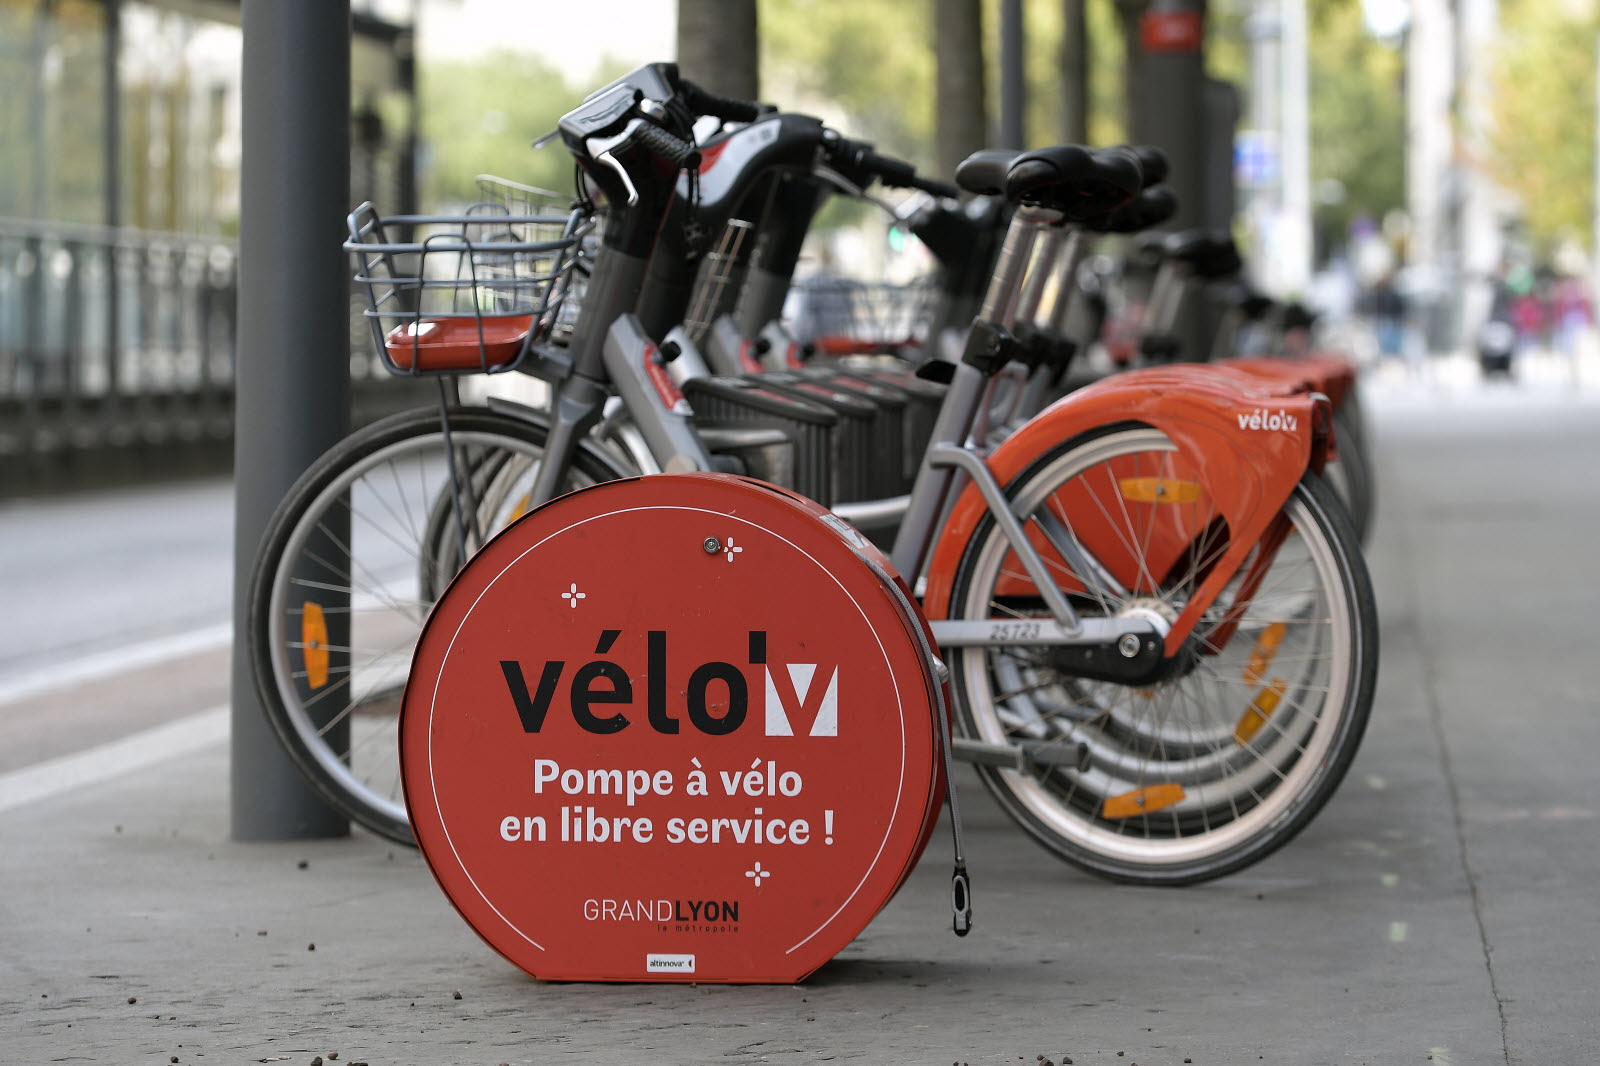 vélo'v
25723
vélo'v
Pompe à vélo
en libre service !
GRANDLYON
la métropole
altinnova